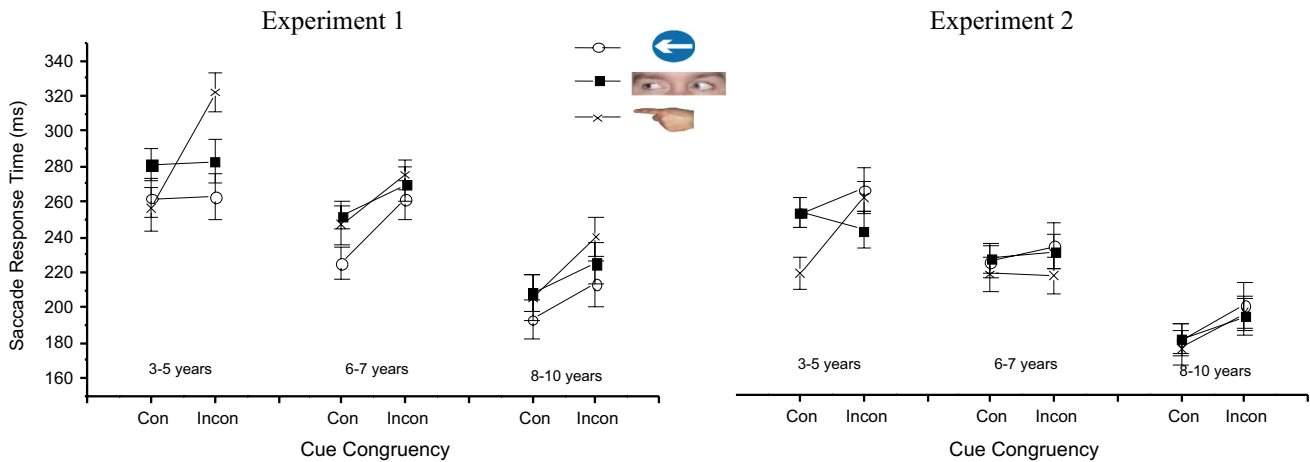 Experiment 1
Experiment 2
Saccade Response Time (ms)
340
320
300
280
260
240
220
200
180
160
3-5 years
6-7 years
8-10 years
3-5 years
6-7 years
8-10 years
Con
Incon
Con
Incon
Con
Incon
Con
Incon
Con
Incon
Con
Incon
Cue Congruency
Cue Congruency